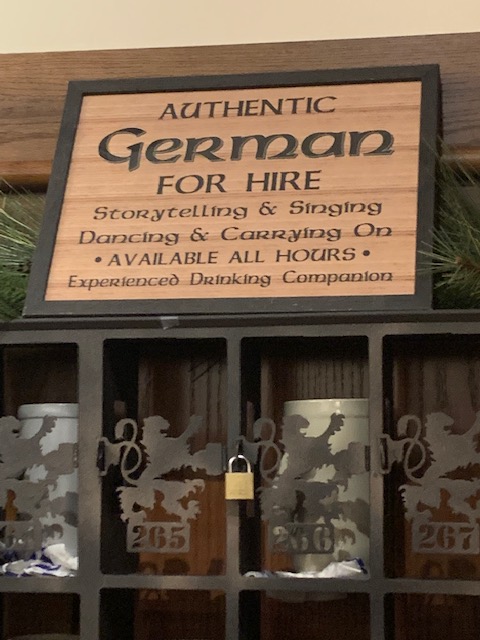 AUTHENTIC
German
FOR HIRE
Storytelling & Singing
Dancing & Carrying On
• AVAILABLE ALL HOURS •
Experienced Drinking Companion
265
266
267